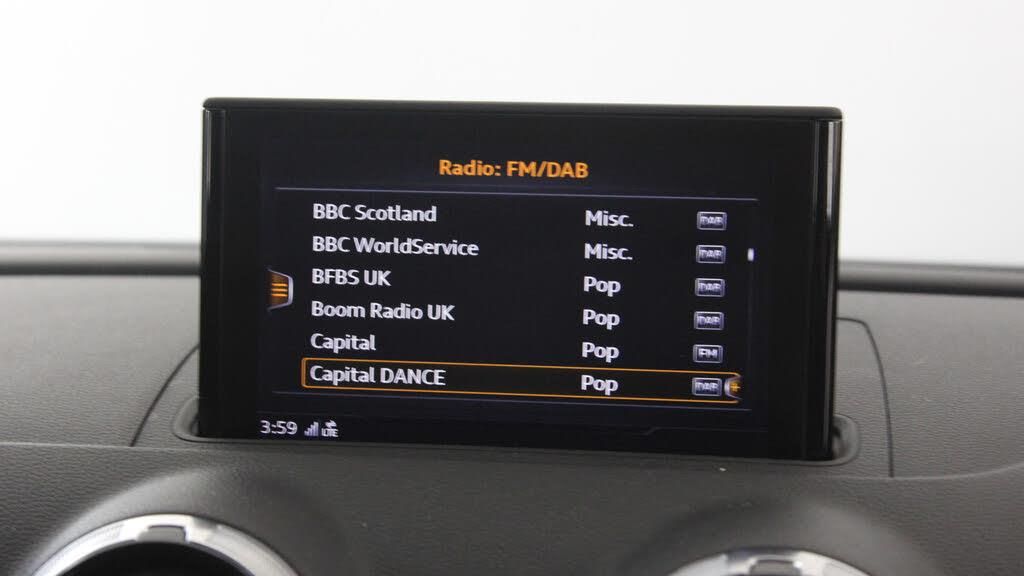 Radio: FM/DAB
BBC Scotland Misc. DAB
BBC WorldService Misc. DAB
BFBS UK Pop DAB
Boom Radio UK Pop DAB
Capital Pop FM
Capital DANCE Pop DAB
3:59 LTE